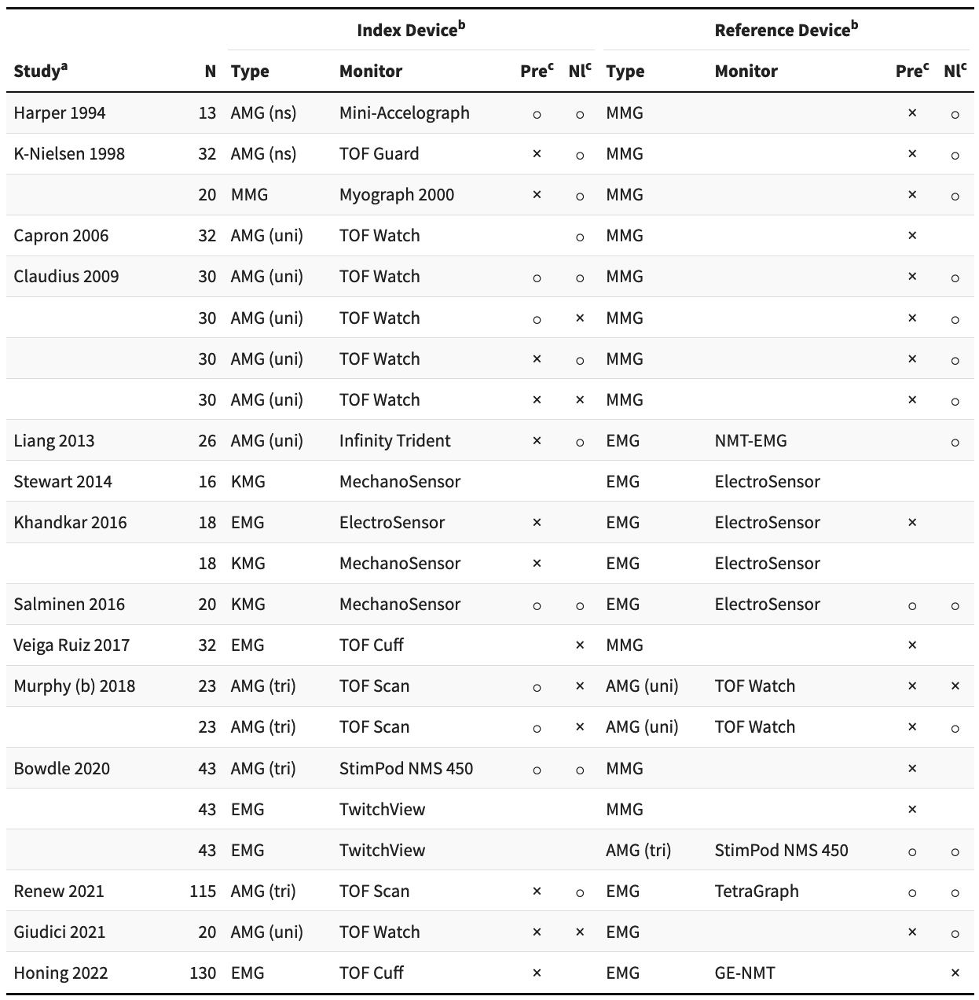 Index Deviceᵇ Reference Deviceᵇ
Studyᵃ N Type Monitor Preᶜ Nlᶜ Type Monitor Preᶜ Nlᶜ
Harper 1994 13 AMG (ns) Mini-Accelograph ○ ○ MMG × ○
K-Nielsen 1998 32 AMG (ns) TOF Guard × ○ MMG × ○
20 MMG Myograph 2000 × ○ MMG × ○
Capron 2006 32 AMG (uni) TOF Watch ○ MMG ×
Claudius 2009 30 AMG (uni) TOF Watch ○ ○ MMG × ○
30 AMG (uni) TOF Watch ○ × MMG × ○
30 AMG (uni) TOF Watch × ○ MMG × ○
30 AMG (uni) TOF Watch × × MMG × ○
Liang 2013 26 AMG (uni) Infinity Trident × ○ EMG NMT-EMG ○
Stewart 2014 16 KMG MechanoSensor EMG ElectroSensor
Khandkar 2016 18 EMG ElectroSensor × EMG ElectroSensor ×
18 KMG MechanoSensor × EMG ElectroSensor
Salminen 2016 20 KMG MechanoSensor ○ ○ EMG ElectroSensor ○ ○
Veiga Ruiz 2017 32 EMG TOF Cuff × MMG ×
Murphy (b) 2018 23 AMG (tri) TOF Scan ○ × AMG (uni) TOF Watch × ×
23 AMG (tri) TOF Scan ○ × AMG (uni) TOF Watch × ○
Bowdle 2020 43 AMG (tri) StimPod NMS 450 ○ ○ MMG ×
43 EMG TwitchView MMG ×
43 EMG TwitchView AMG (tri) StimPod NMS 450 ○ ○
Renew 2021 115 AMG (tri) TOF Scan × ○ EMG TetraGraph ○ ○
Giudici 2021 20 AMG (uni) TOF Watch × × EMG × ○
Honing 2022 130 EMG TOF Cuff × EMG GE-NMT ×